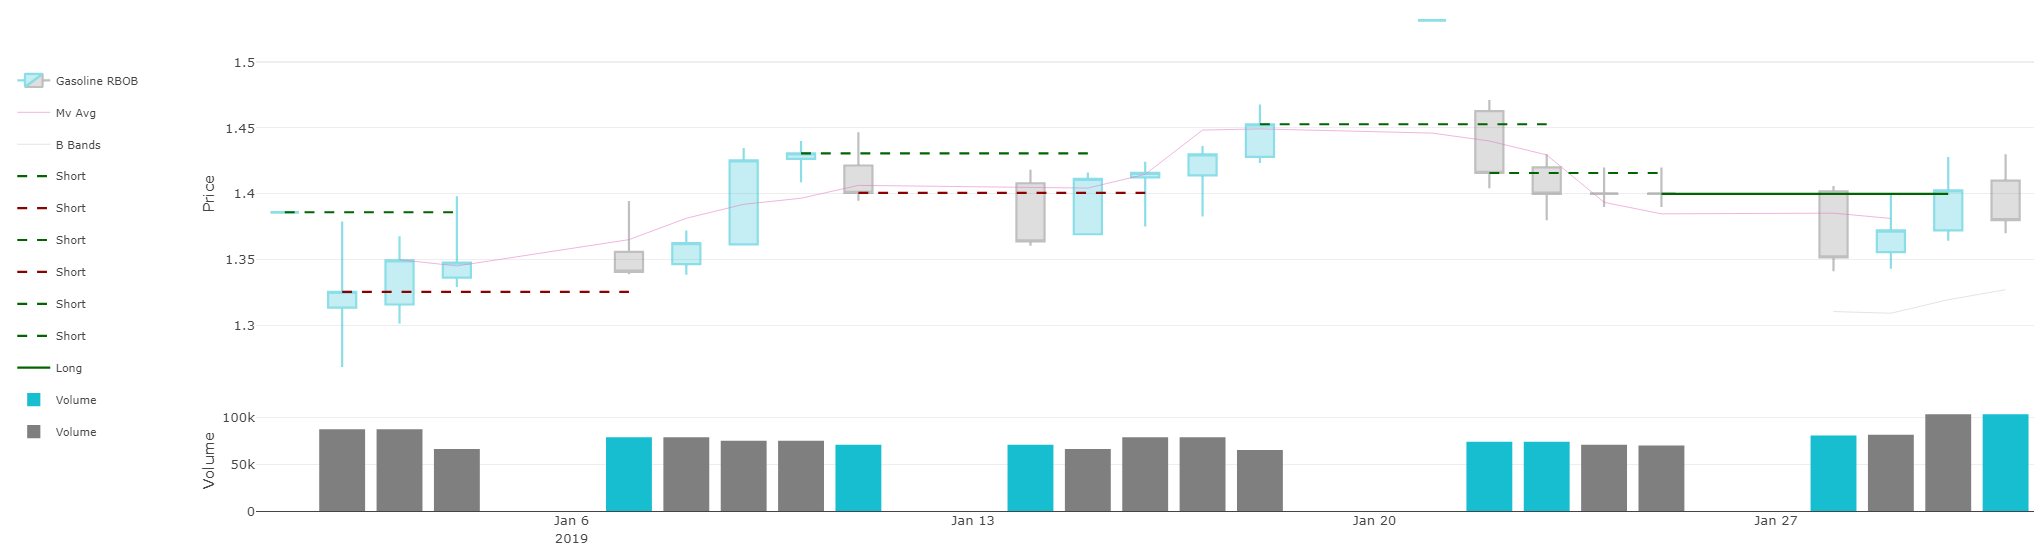 Gasoline RBOB
Mv Avg
B Bands
Short
Short
Short
Short
Short
Short
Long
Volume
Volume
Price
1.5
1.45
1.4
1.35
1.3
Volume
100k
50k
0
Jan 6
2019
Jan 13
Jan 20
Jan 27